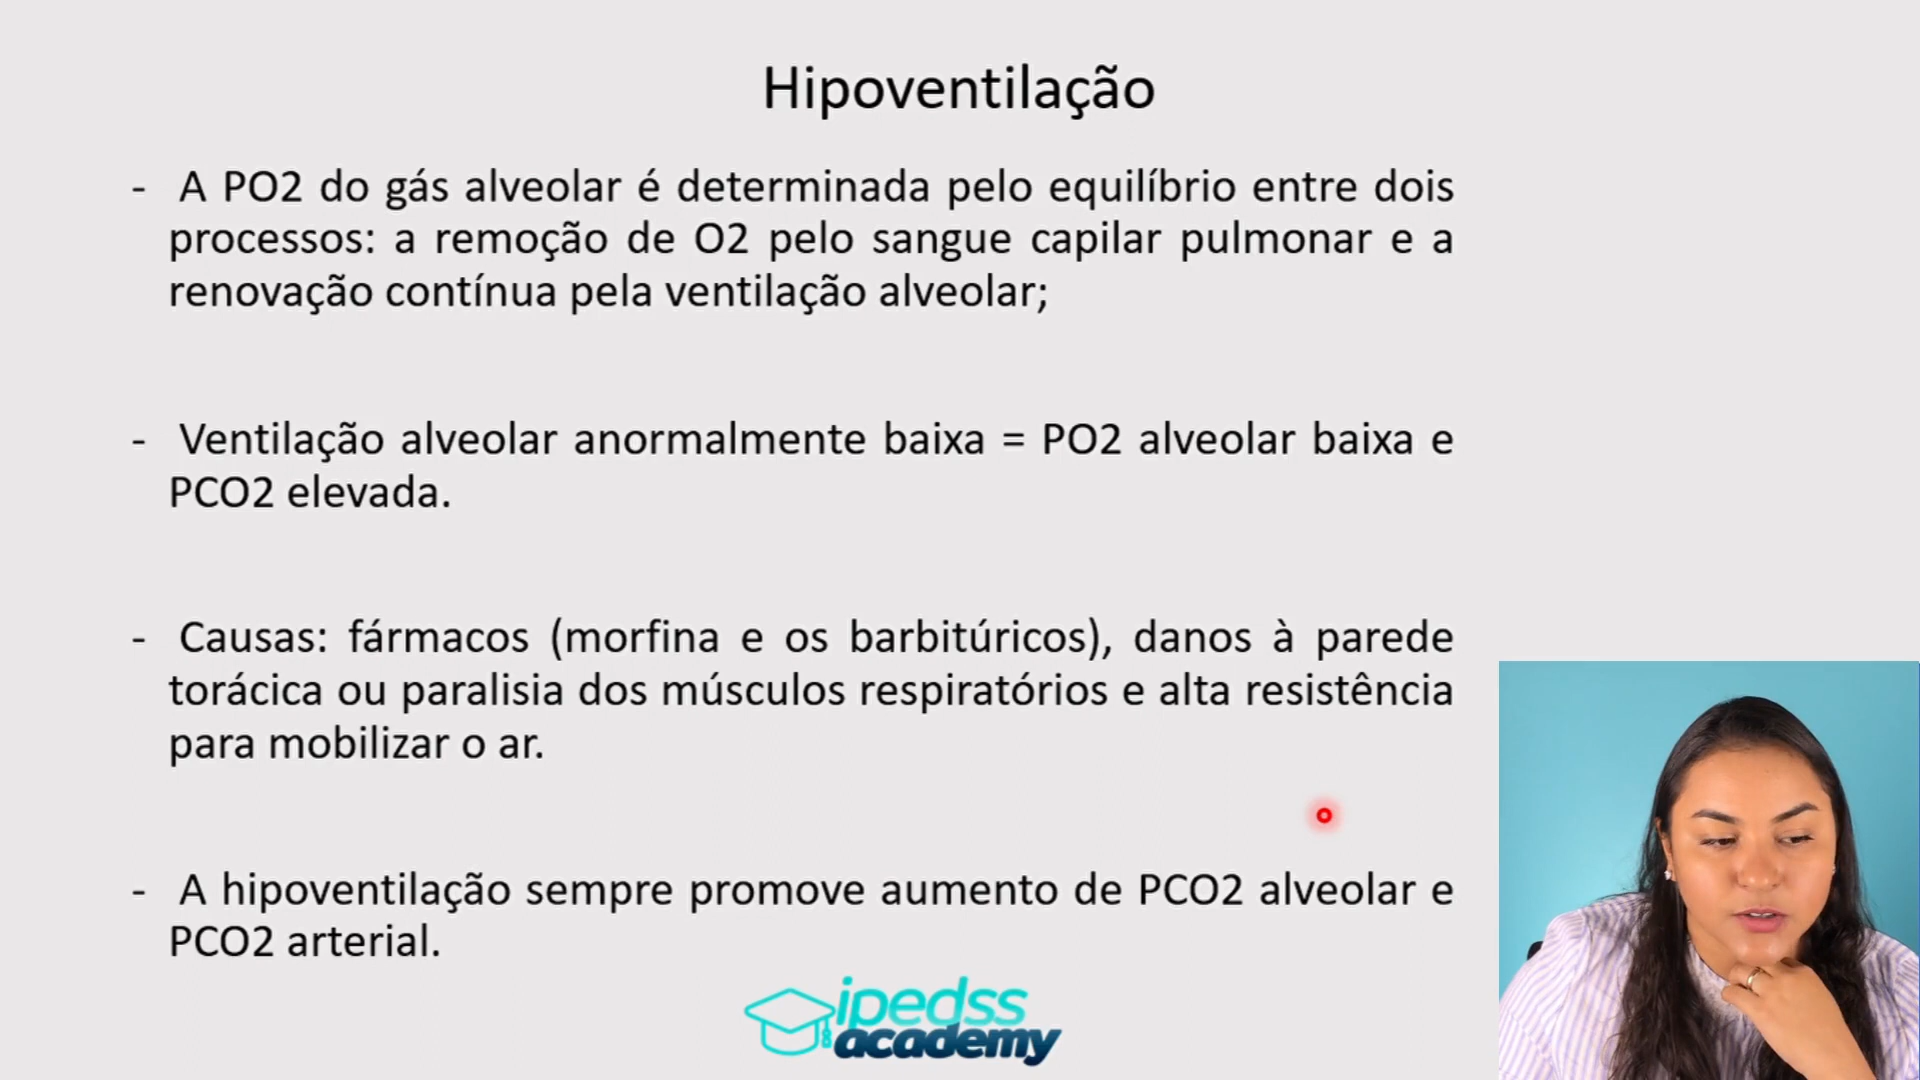 Hipoventilação
- A PO2 do gás alveolar é determinada pelo equilíbrio entre dois
processos: a remoção de O2 pelo sangue capilar pulmonar e a
renovação contínua pela ventilação alveolar;
- Ventilação alveolar anormalmente baixa = PO2 alveolar baixa e
PCO2 elevada.
- Causas: fármacos (morfina e os barbitúricos), danos à parede
torácica ou paralisia dos músculos respiratórios e alta resistência
para mobilizar o ar.
- A hipoventilação sempre promove aumento de PCO2 alveolar e
PCO2 arterial.
ipedss
academy